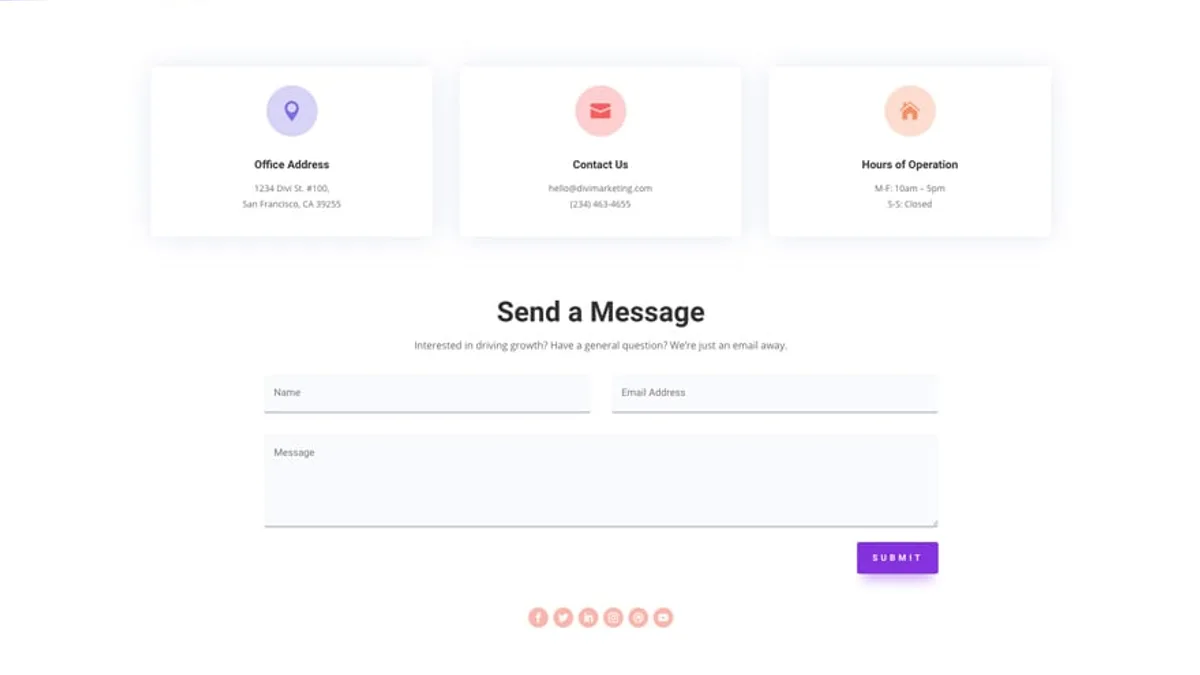 Office Address
1234 Divi St. #100,
San Francisco, CA 39255
Contact Us
hello@divimarketing.com
(234) 463-4655
Hours of Operation
M-F: 10am – 5pm
S-S: Closed
Send a Message
Interested in driving growth? Have a general question? We're just an email away.
Name
Email Address
Message
SUBMIT